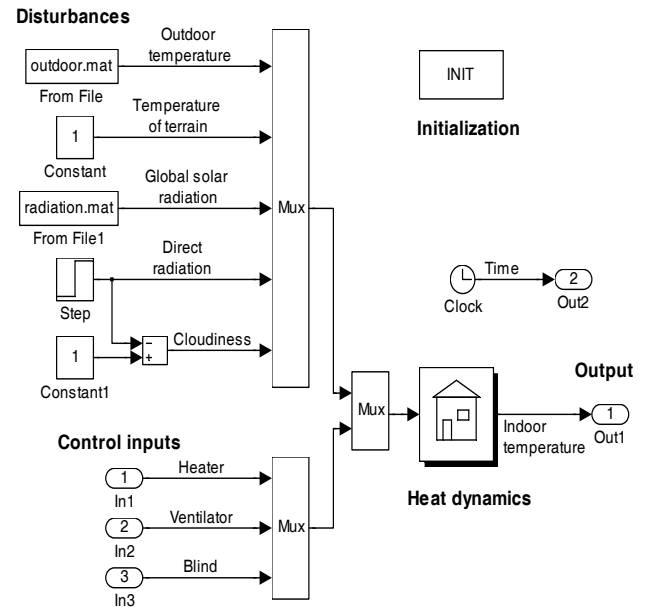 Disturbances
outdoor.mat
From File
Outdoor
temperature
1
Constant
Temperature
of terrain
radiation.mat
From File1
Global solar
radiation
Mux
Step
Direct
radiation
1
Constant1
−
+
Cloudiness
INIT
Initialization
Clock
Time
2
Out2
Control inputs
1
In1
Heater
2
In2
Ventilator
3
In3
Blind
Mux
Mux
Heat dynamics
Indoor
temperature
Output
1
Out1